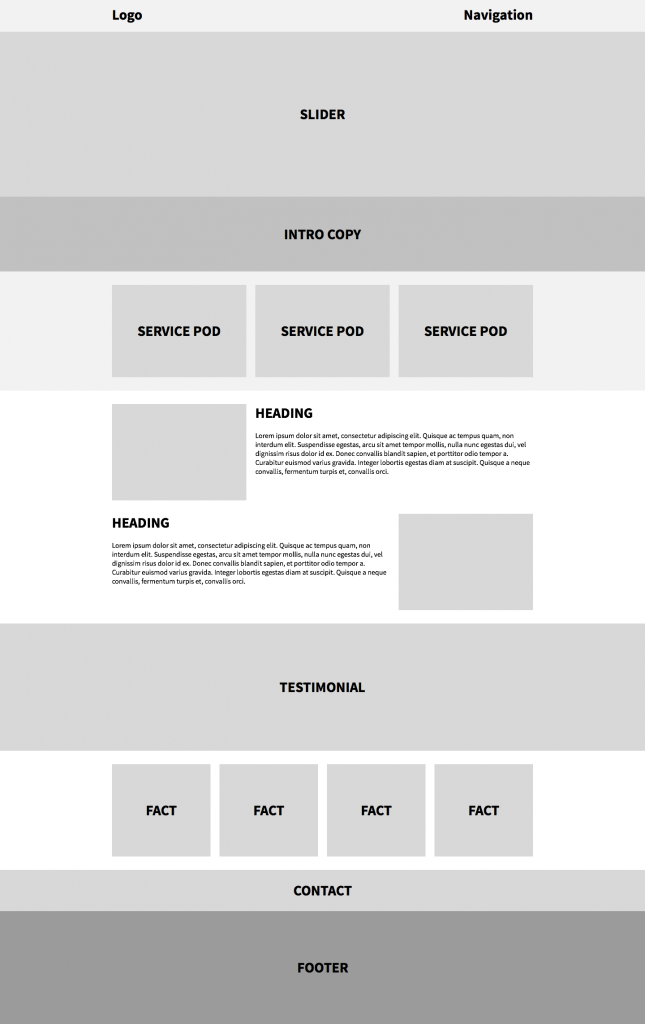 Logo
Navigation
SLIDER
INTRO COPY
SERVICE POD
SERVICE POD
SERVICE POD
HEADING
Lorem ipsum dolor sit amet, consectetur adipiscing elit. Quisque ac tempus quam, non
interdum elit. Suspendisse egestas, arcu sit amet tempor mollis, nulla nunc egestas dui, vel
dignissim risus dolor id ex. Donec convallis blandit sapien, et porttitor odio tempor a.
Curabitur euismod varius gravida. Integer lobortis egestas diam at suscipit. Quisque a neque
convallis, fermentum turpis et, convallis orci.
HEADING
Lorem ipsum dolor sit amet, consectetur adipiscing elit. Quisque ac tempus quam, non
interdum elit. Suspendisse egestas, arcu sit amet tempor mollis, nulla nunc egestas dui, vel
dignissim risus dolor id ex. Donec convallis blandit sapien, et porttitor odio tempor a.
Curabitur euismod varius gravida. Integer lobortis egestas diam at suscipit. Quisque a neque
convallis, fermentum turpis et, convallis orci.
TESTIMONIAL
FACT
FACT
FACT
FACT
CONTACT
FOOTER